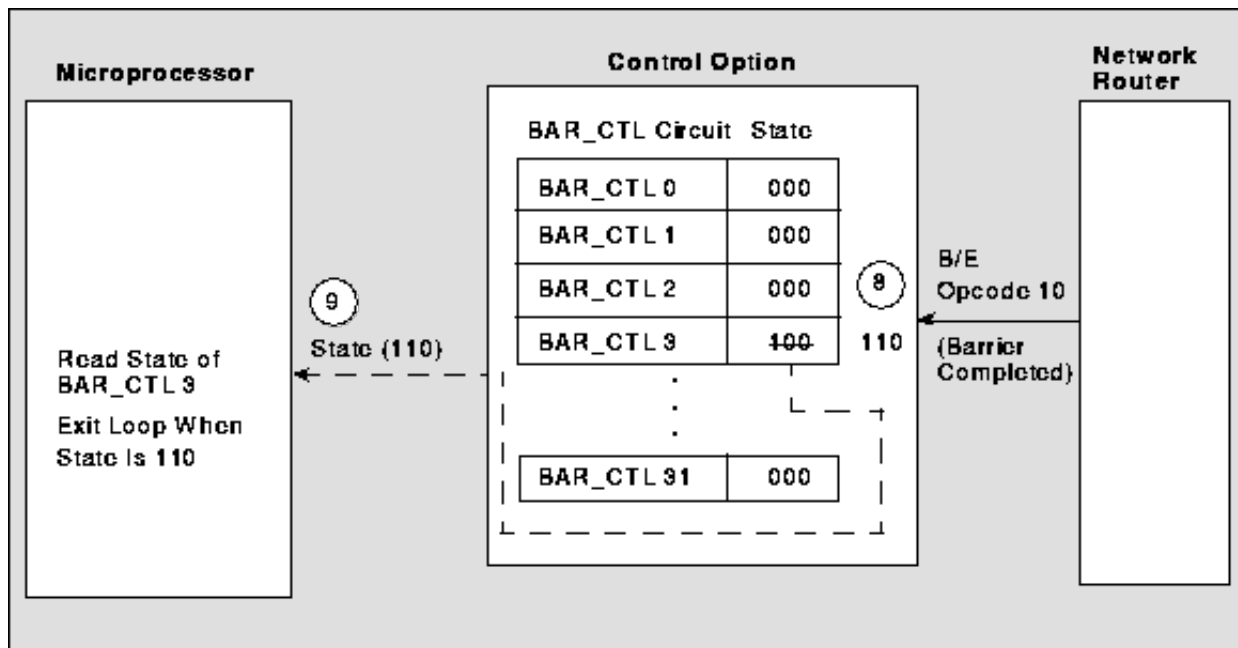 Microprocessor
Read State of
BAR_CTL 3
Exit Loop When
State Is 110
9
State (110)
Control Option
BAR_CTL Circuit State
BAR_CTL 0 000
BAR_CTL 1 000
BAR_CTL 2 000
BAR_CTL 3 100 110
BAR_CTL 31 000
8
B/E
Opcode 10
(Barrier
Completed)
Network
Router